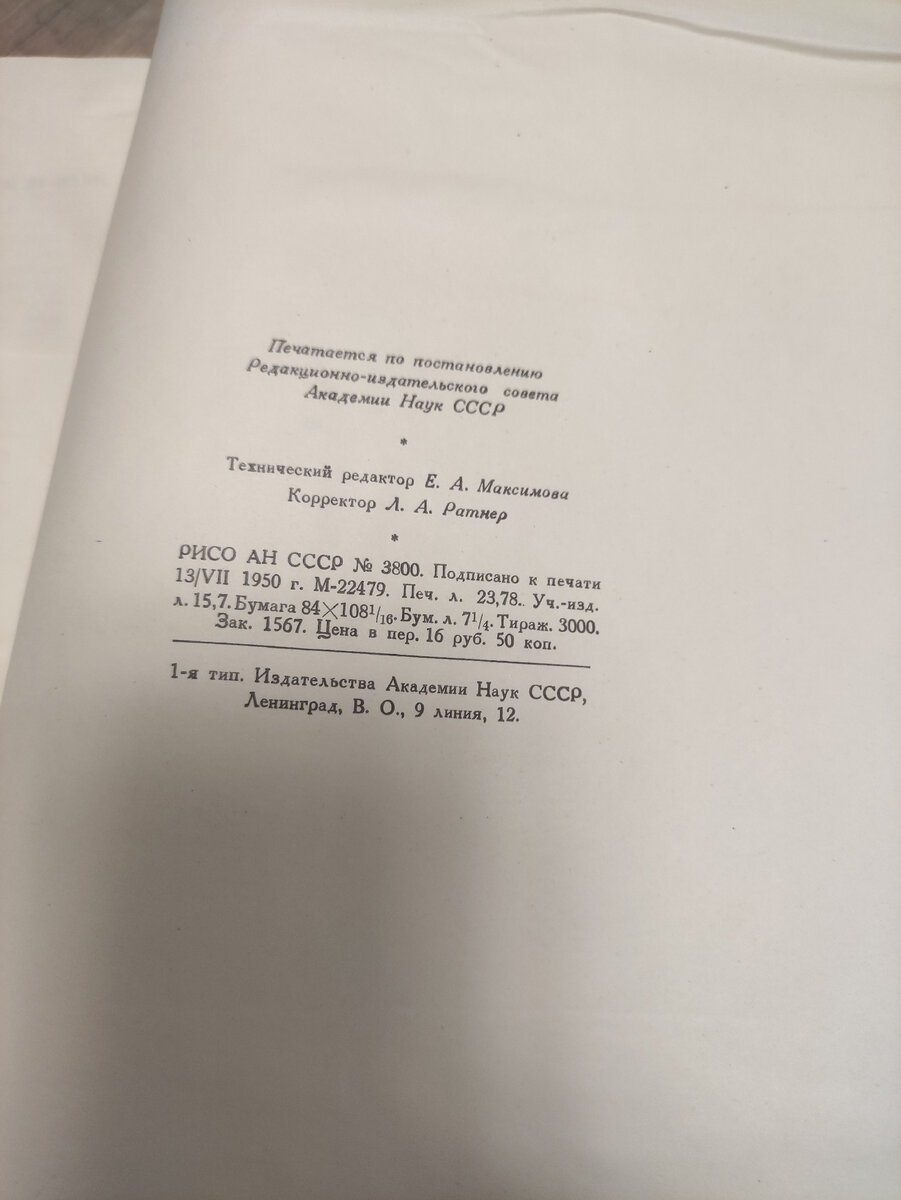 Печатается по постановлению
Редакционно-издательского совета
Академии Наук СССР
*
Технический редактор Е. А. Максимова
Корректор Л. А. Ратнер
*
РИСО АН СССР № 3800. Подписано к печати
13/VII 1950 г. М-22479. Печ. л. 23,78. Уч.-изд.
л. 15,7. Бумага 84×108¹/₁₆. Бум. л. 7¹/₄. Тираж. 3000.
Зак. 1567. Цена в пер. 16 руб. 50 коп.
1-я тип. Издательства Академии Наук СССР,
Ленинград, В. О., 9 линия, 12.